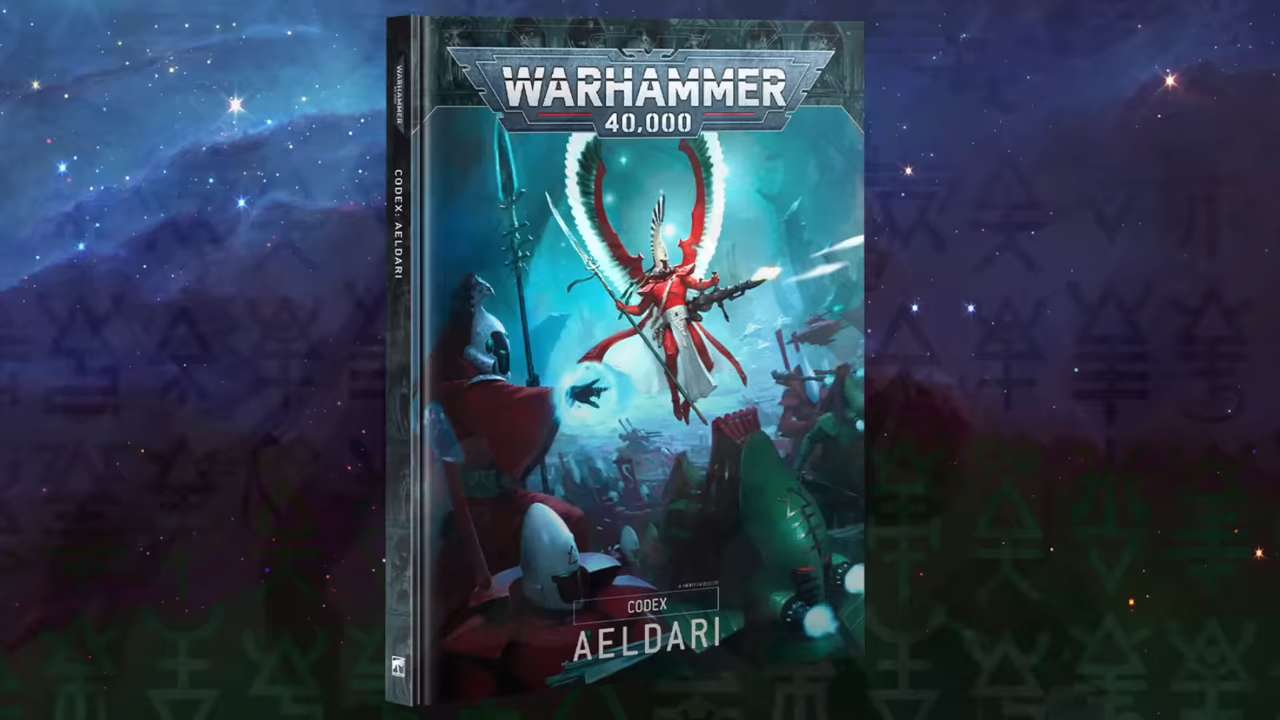 WARHAMMER
40,000
WARHAMMER
CODEX: AELDARI
CODEX
AELDARI